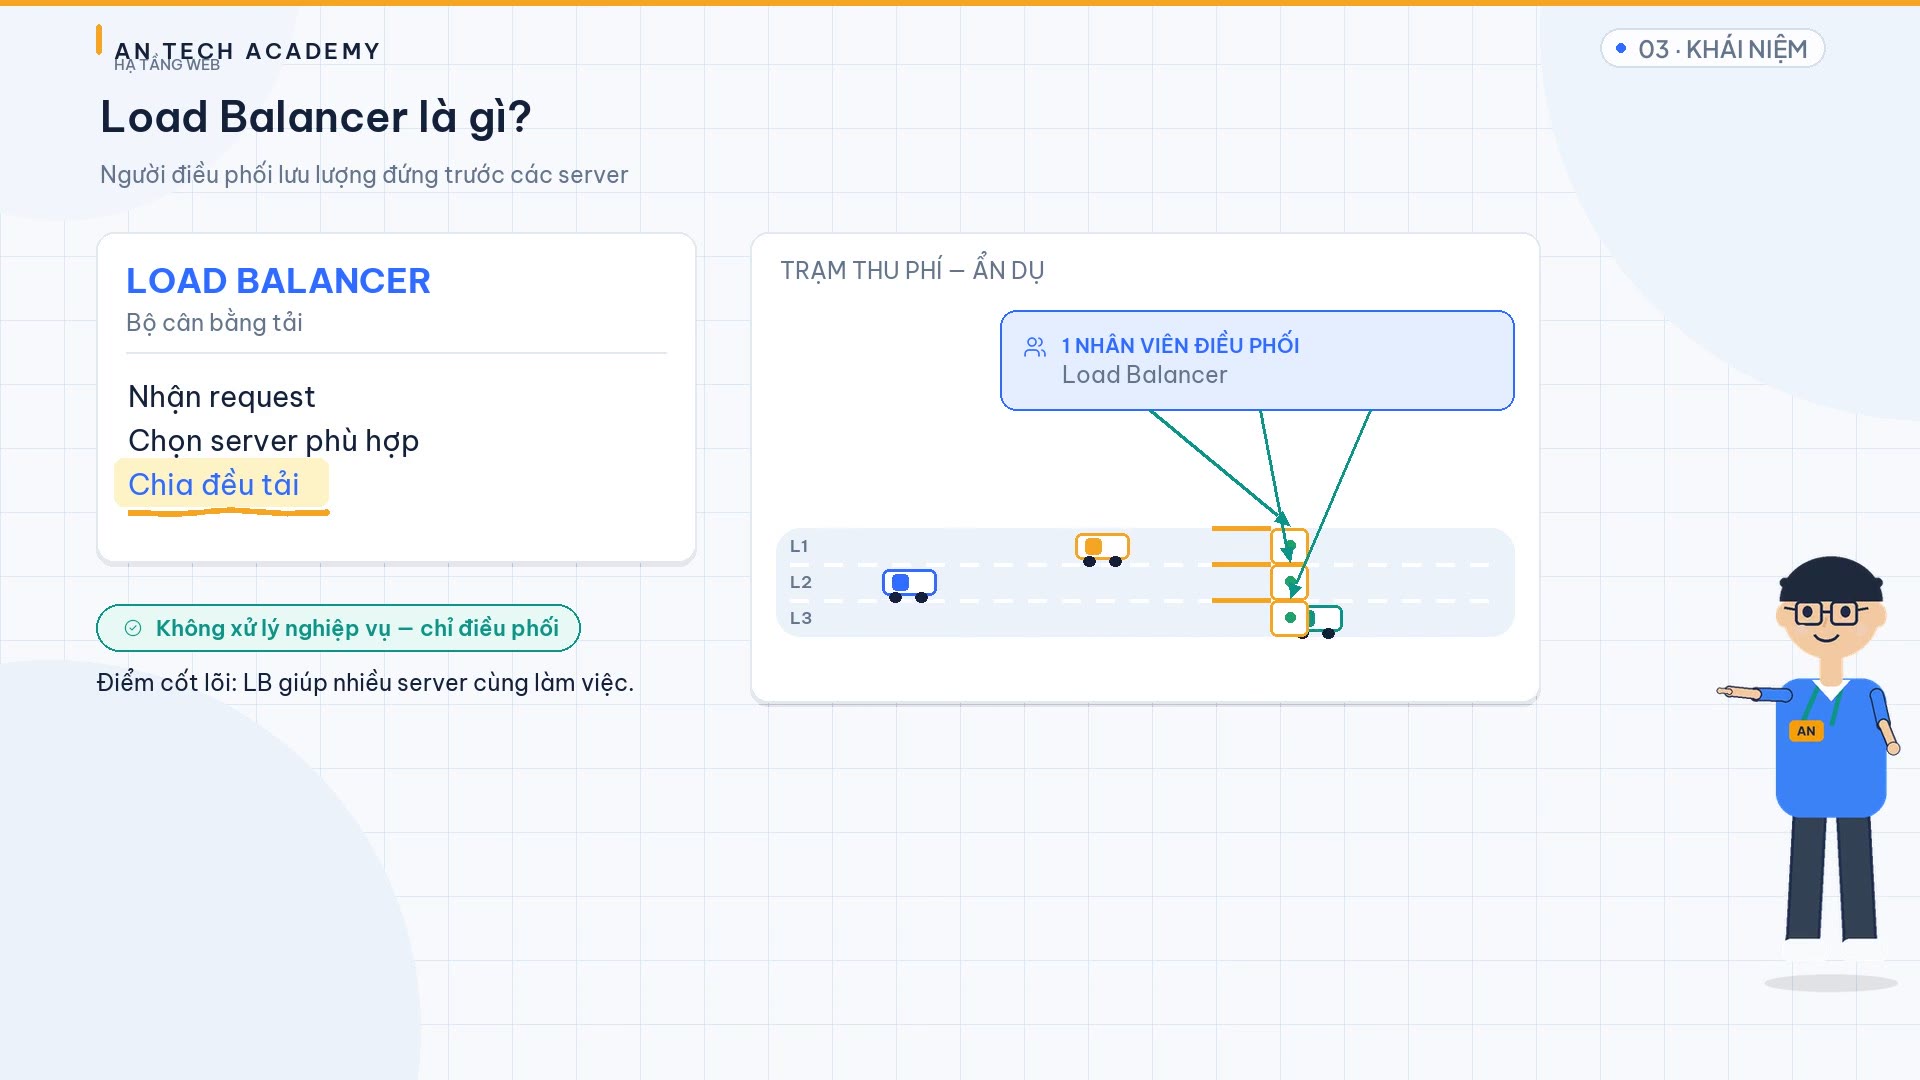 AN TECH ACADEMY
HẠ TẦNG WEB
03 · KHÁI NIỆM
Load Balancer là gì?
Người điều phối lưu lượng đứng trước các server
LOAD BALANCER
Bộ cân bằng tải
Nhận request
Chọn server phù hợp
Chia đều tải
Không xử lý nghiệp vụ — chỉ điều phối
Điểm cốt lõi: LB giúp nhiều server cùng làm việc.
TRẠM THU PHÍ — ẨN DỤ
1 NHÂN VIÊN ĐIỀU PHỐI
Load Balancer
L1
L2
L3
AN